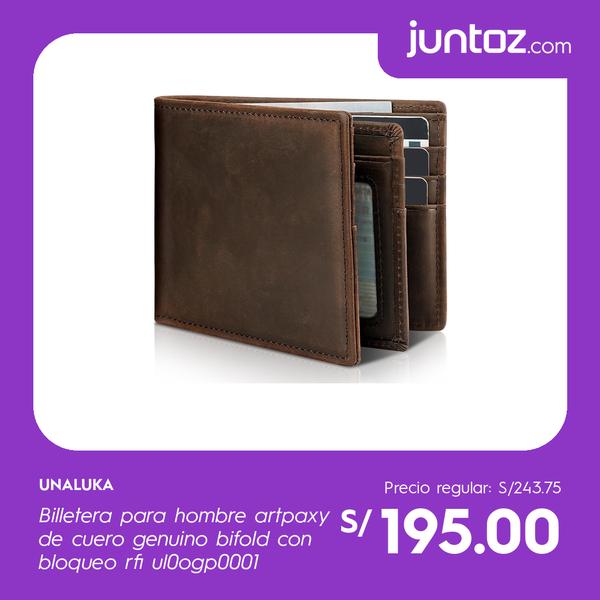 juntoz.com
UNALUKA
Billetera para hombre artpaxy
de cuero genuino bifold con
bloqueo rfi ul0ogp0001
Precio regular: S/243.75
S/195.00